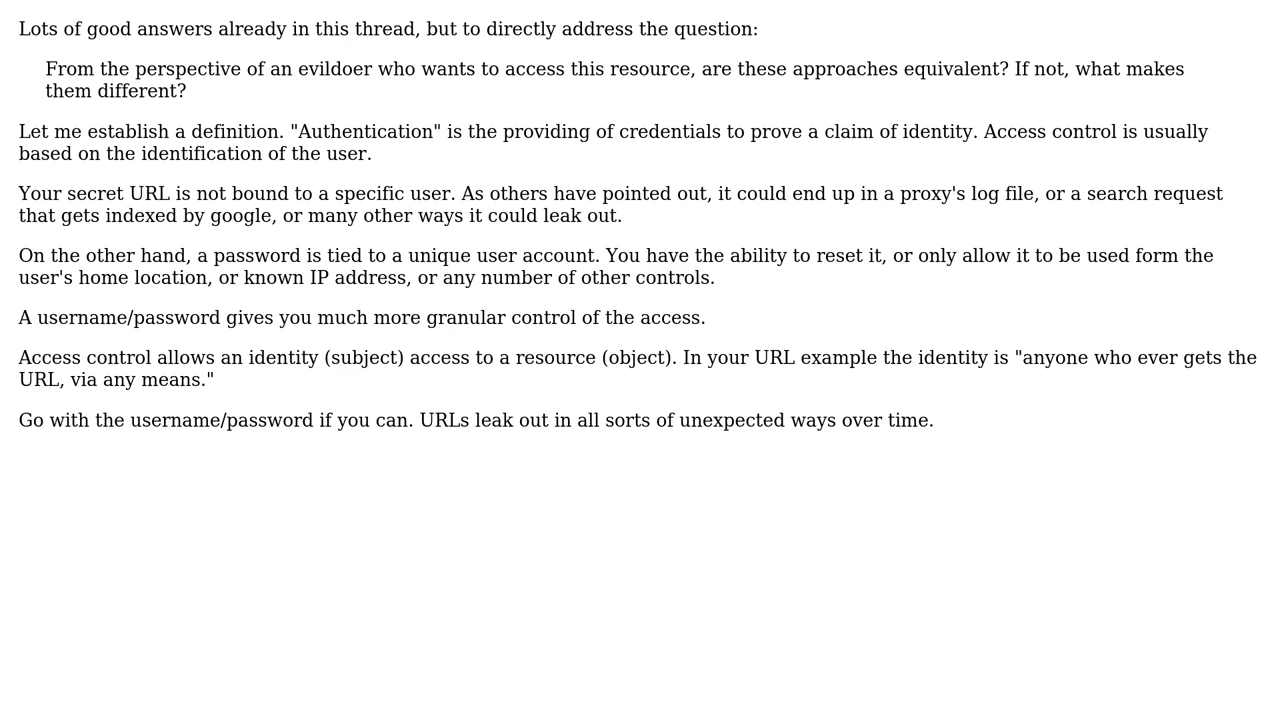 Lots of good answers already in this thread, but to directly address the question:
From the perspective of an evildoer who wants to access this resource, are these approaches equivalent? If not, what makes
them different?
Let me establish a definition. "Authentication" is the providing of credentials to prove a claim of identity. Access control is usually
based on the identification of the user.
Your secret URL is not bound to a specific user. As others have pointed out, it could end up in a proxy's log file, or a search request
that gets indexed by google, or many other ways it could leak out.
On the other hand, a password is tied to a unique user account. You have the ability to reset it, or only allow it to be used form the
user's home location, or known IP address, or any number of other controls.
A username/password gives you much more granular control of the access.
Access control allows an identity (subject) access to a resource (object). In your URL example the identity is "anyone who ever gets the
URL, via any means."
Go with the username/password if you can. URLs leak out in all sorts of unexpected ways over time.